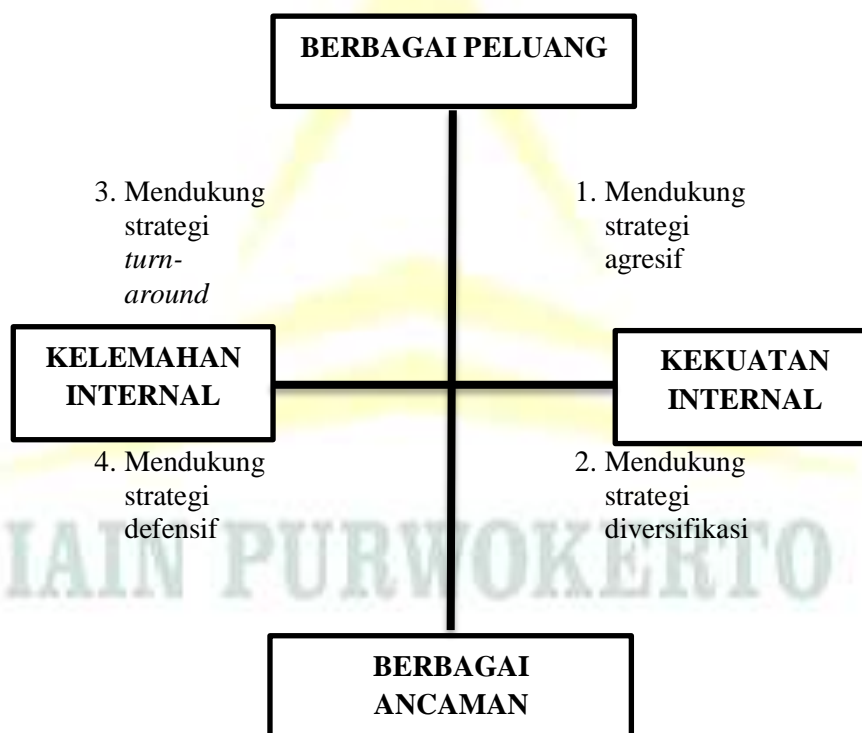 BERBAGAI PELUANG
3. Mendukung
strategi
turn-
around
1. Mendukung
strategi
agresif
KELEMAHAN
INTERNAL
KEKUATAN
INTERNAL
4. Mendukung
strategi
defensif
2. Mendukung
strategi
diversifikasi
IAIN PURWOKERTO
BERBAGAI
ANCAMAN